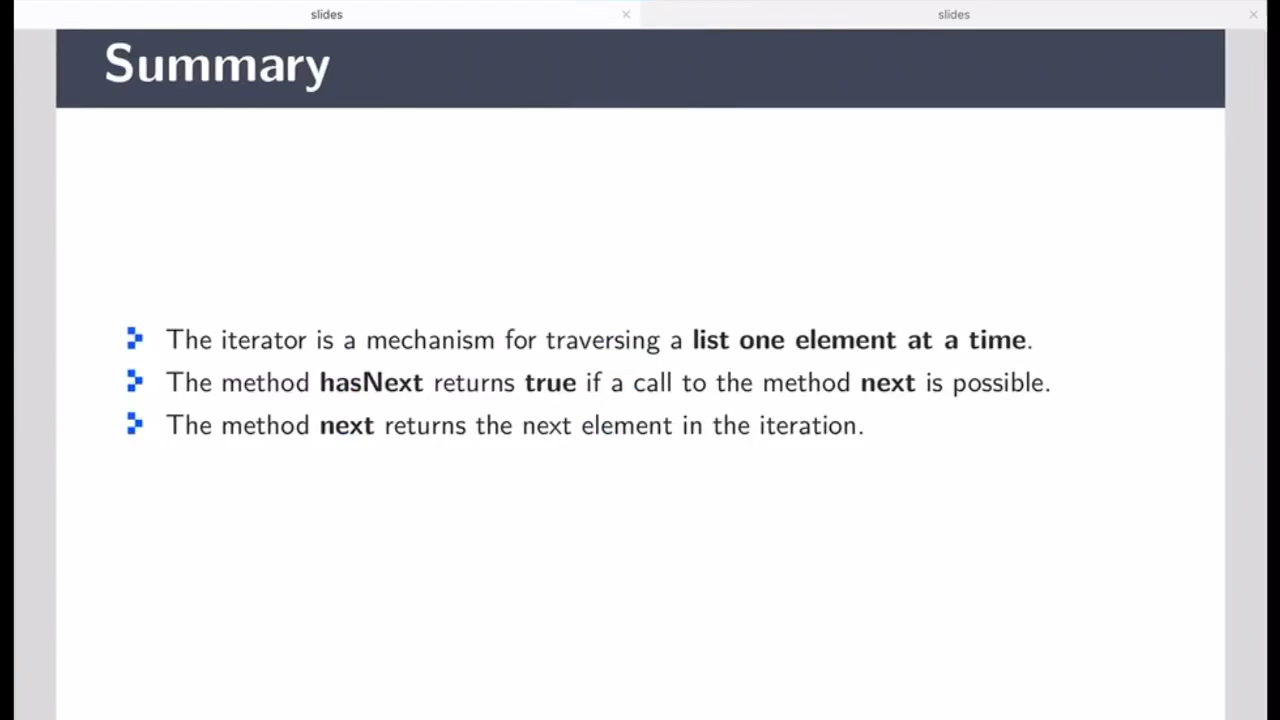 slides
slides
Summary
The iterator is a mechanism for traversing a list one element at a time.
The method hasNext returns true if a call to the method next is possible.
The method next returns the next element in the iteration.